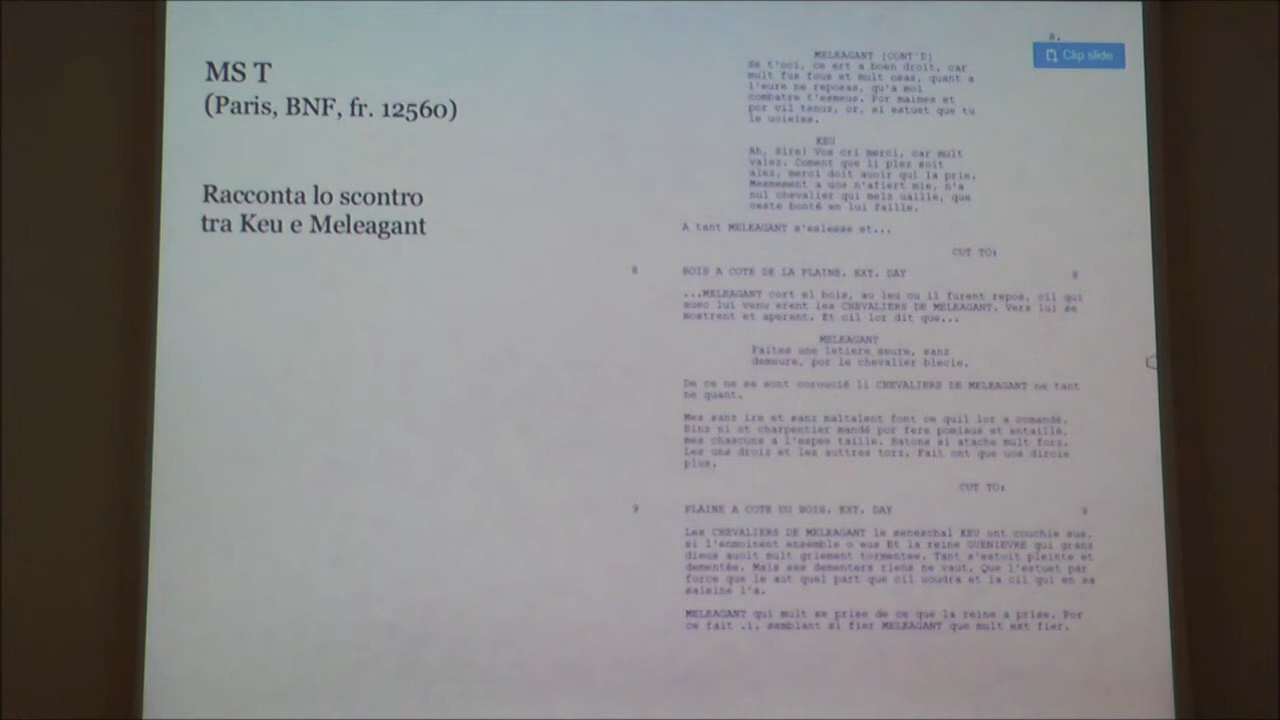 MS T
(Paris, BNF, fr. 12560)
Racconta lo scontro
tra Keu e Meleagant
8.
Clip slide
MELEAGANT (CONT'D)
Se t'oci, ce ert a boen droit, car
mult fus fous et mult osas, quant a
l'eure ne reposas, qu'a moi
combatre t'esmeus. Por maines et
por vil tenuz, or, si estuet que tu
le
KEU
Ah, Sire! Vos cri merci, car mult
valez. Coment que li plez soit
alez, merci doit auoir qui la prie.
Mesmement a uos n'afiert mie, n'a
nul chevalier qui mels uaille, que
ceste bonté en lui faille.
A tant MELEAGANT s'eslesse et...
CUT TO:
8 BOIS A COTE DE LA PLAINE. EXT. DAY 8
...MELEAGANT cort el bois, au leu ou il furent repos, cil qui
auec lui venu erent les CHEVALIERS DE MELEAGANT. Vers lui se
mostrent et aperent. Et cil lor dit que...
MELEAGANT
Faites une letiere seure, sanz
demeure, por le chevalier blecie.
De ce ne se sont coroucié li CHEVALIERS DE MELEAGANT ne tant
ne quant.
Mes sanz ire et sanz maltalent font ce quil lor a comandé.
Einz ni ot charpentier mandé por fere pomiaus et entaillé,
mes chascuns a l'espee taille. Batons si atache mult forz.
Les uns droiz et les auttres torz. Fait ont que uos diroie
plus.
CUT TO:
9 PLAINE A COTE DU BOIS. EXT. DAY 9
Les CHEVALIERS DE MELEAGANT le seneschal KEU ont couchie sus,
si l'enmoinent ensemble o eus Et la reine GUENIEVRE qui granz
dieus auoit mult griement tormentee. Tant s'estoit pleinte et
dementée. Mais ses dementers riens ne vaut. Que l'estuet par
force que le aut quel part que cil uoudra et la cil qui en sa
saisine l'a.
MELEAGANT qui mult se prise de ce que la reine a prise. Por
ce fait .i. semblant si fier MELEAGANT que mult est fier.